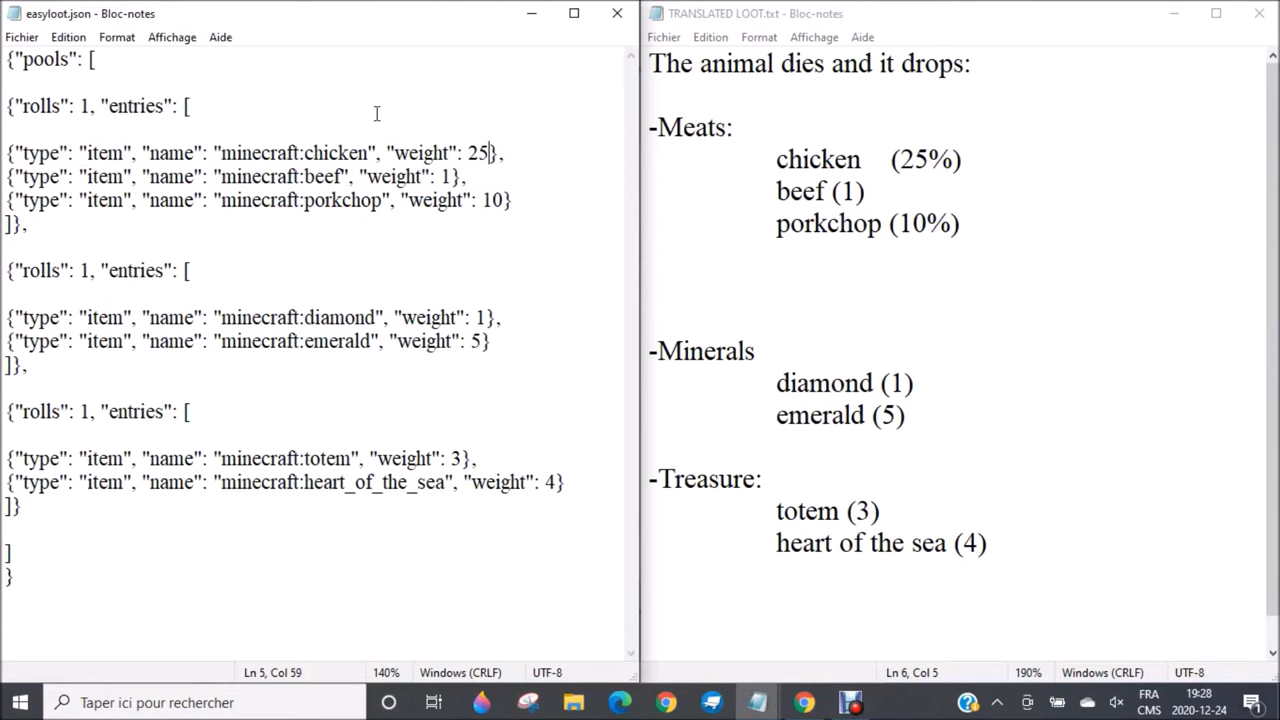 easyloot.json - Bloc-notes
Fichier Edition Format Affichage Aide
{"pools": [
{"rolls": 1, "entries": [
{"type": "item", "name": "minecraft:chicken", "weight": 25},
{"type": "item", "name": "minecraft:beef", "weight": 1},
{"type": "item", "name": "minecraft:porkchop", "weight": 10}
]},
{"rolls": 1, "entries": [
{"type": "item", "name": "minecraft:diamond", "weight": 1},
{"type": "item", "name": "minecraft:emerald", "weight": 5}
]},
{"rolls": 1, "entries": [
{"type": "item", "name": "minecraft:totem", "weight": 3},
{"type": "item", "name": "minecraft:heart_of_the_sea", "weight": 4}
]}
]
}
Ln 5, Col 59 140% Windows (CRLF) UTF-8
TRANSLATED LOOT.txt - Bloc-notes
Fichier Edition Format Affichage Aide
The animal dies and it drops:
-Meats:
chicken (25%)
beef (1)
porkchop (10%)
-Minerals
diamond (1)
emerald (5)
-Treasure:
totem (3)
heart of the sea (4)
Ln 6, Col 5 190% Windows (CRLF) UTF-8
Taper ici pour rechercher
FRA
CMS
19:28
2020-12-24
1